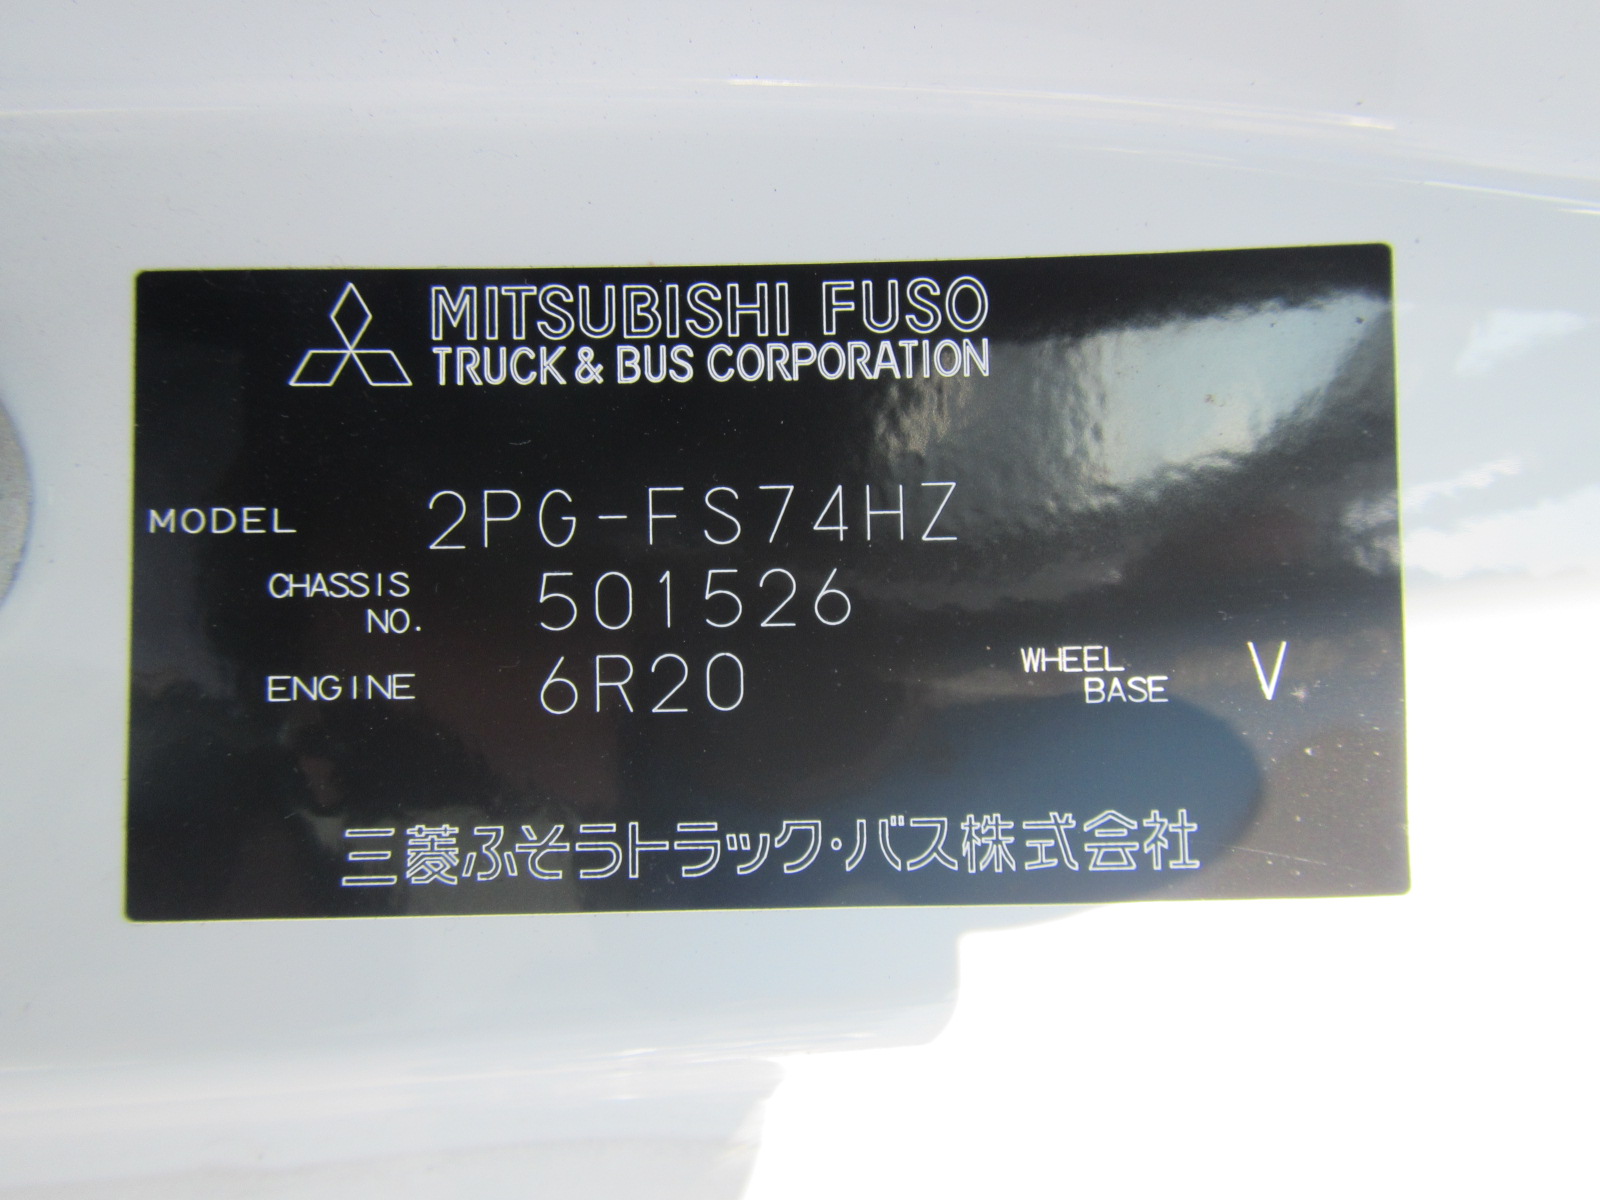 MITSUBISHI FUSO
TRUCK & BUS CORPORATION
MODEL 2PG-FS74HZ
CHASSIS NO. 501526
ENGINE 6R20 WHEEL BASE V
三菱ふそうトラック・バス株式会社